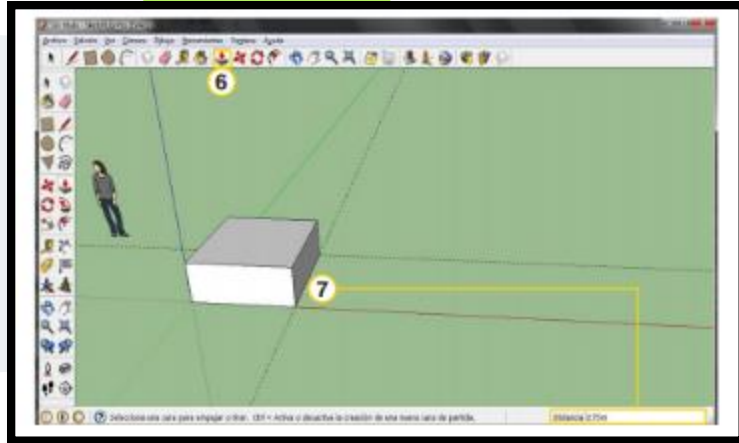 Archivo Edición Ver Cámara Dibujo Herramientas Ventana Ayuda
6
7
Seleccione una cara para empujar o tirar. Ctrl = Activa o desactiva la creación de una nueva cara de partida.
Distancia